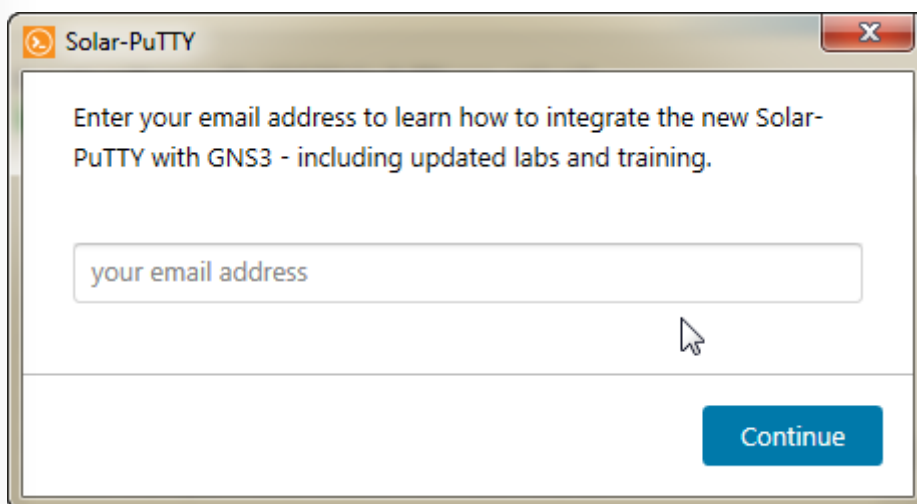 Solar-PuTTY
Enter your email address to learn how to integrate the new Solar-
PuTTY with GNS3 - including updated labs and training.
your email address
Continue